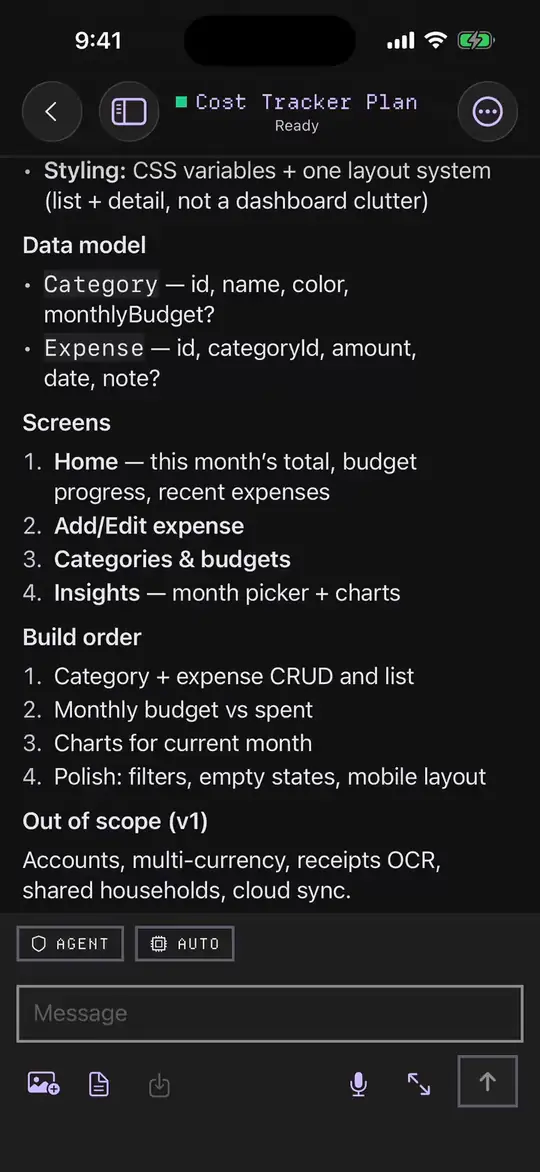 9:41
Cost Tracker Plan
Ready
• Styling: CSS variables + one layout system
(list + detail, not a dashboard clutter)
Data model
• Category — id, name, color,
monthlyBudget?
• Expense — id, categoryId, amount,
date, note?
Screens
1. Home — this month’s total, budget
progress, recent expenses
2. Add/Edit expense
3. Categories & budgets
4. Insights — month picker + charts
Build order
1. Category + expense CRUD and list
2. Monthly budget vs spent
3. Charts for current month
4. Polish: filters, empty states, mobile layout
Out of scope (v1)
Accounts, multi-currency, receipts OCR,
shared households, cloud sync.
AGENT AUTO
Message